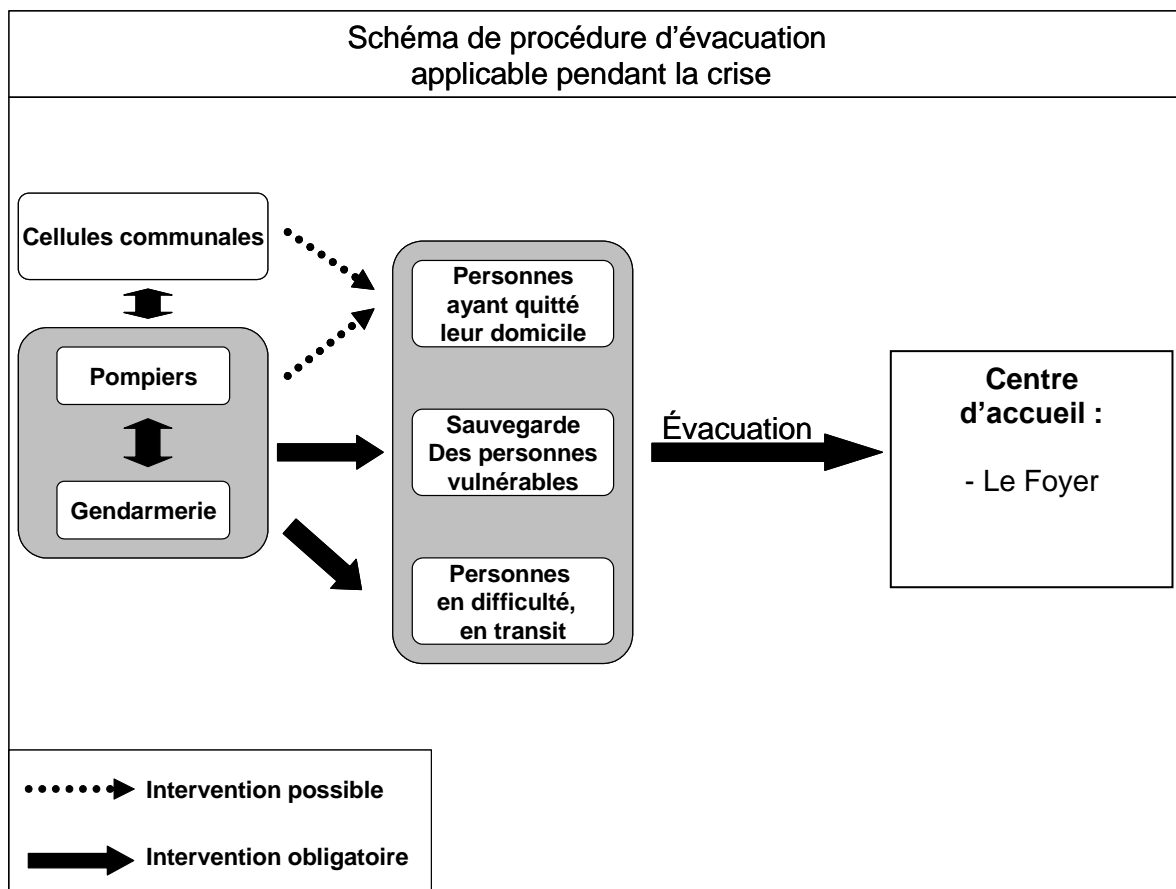 Schéma de procédure d'évacuation
applicable pendant la crise
Cellules communales
Pompiers
Gendarmerie
Personnes
ayant quitté
leur domicile
Sauvegarde
Des personnes
vulnérables
Personnes
en difficulté,
en transit
Évacuation
Centre
d'accueil :
- Le Foyer
Intervention possible
Intervention obligatoire